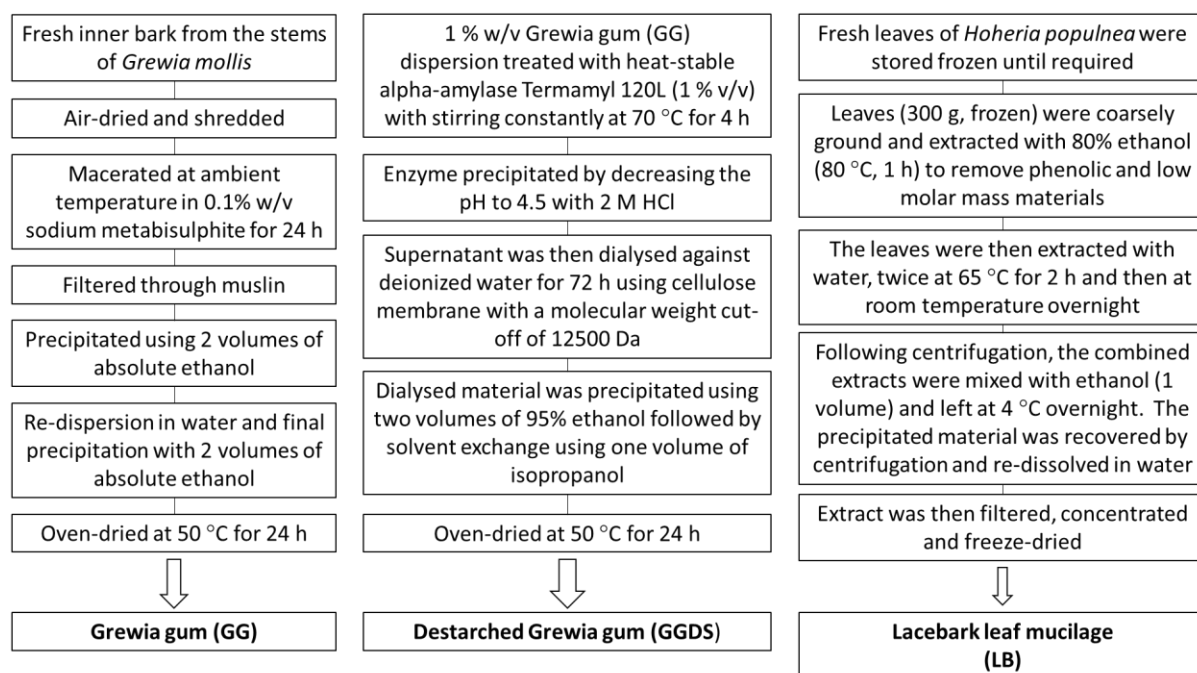 Fresh inner bark from the stems
of Grewia mollis
Air-dried and shredded
Macerated at ambient
temperature in 0.1% w/v
sodium metabisulphite for 24 h
Filtered through muslin
Precipitated using 2 volumes of
absolute ethanol
Re-dispersion in water and final
precipitation with 2 volumes of
absolute ethanol
Oven-dried at 50 °C for 24 h
Grewia gum (GG)
1 % w/v Grewia gum (GG)
dispersion treated with heat-stable
alpha-amylase Termamyl 120L (1 % v/v)
with stirring constantly at 70 °C for 4 h
Enzyme precipitated by decreasing the
pH to 4.5 with 2 M HCl
Supernatant was then dialysed against
deionized water for 72 h using cellulose
membrane with a molecular weight cut-
off of 12500 Da
Dialysed material was precipitated using
two volumes of 95% ethanol followed by
solvent exchange using one volume of
isopropanol
Oven-dried at 50 °C for 24 h
Destarched Grewia gum (GGDS)
Fresh leaves of Hoheria populnea were
stored frozen until required
Leaves (300 g, frozen) were coarsely
ground and extracted with 80% ethanol
(80 °C, 1 h) to remove phenolic and low
molar mass materials
The leaves were then extracted with
water, twice at 65 °C for 2 h and then at
room temperature overnight
Following centrifugation, the combined
extracts were mixed with ethanol (1
volume) and left at 4 °C overnight. The
precipitated material was recovered by
centrifugation and re-dissolved in water
Extract was then filtered, concentrated
and freeze-dried
Lacebark leaf mucilage
(LB)